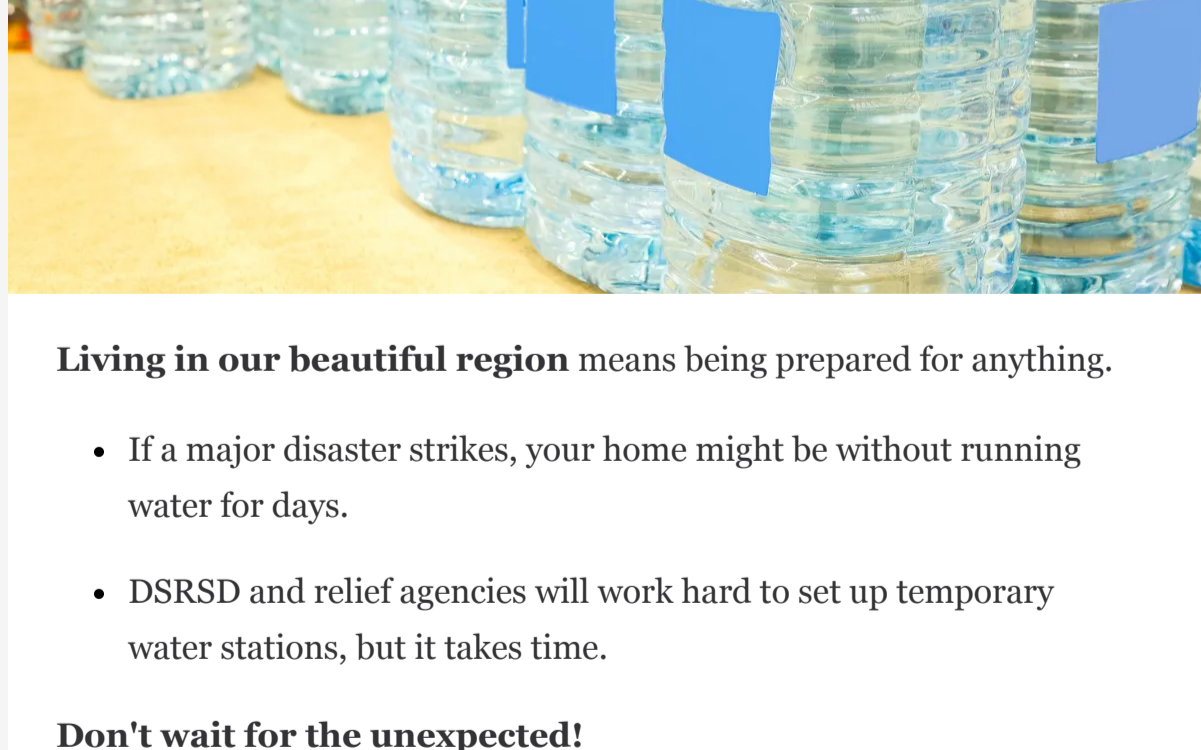 Living in our beautiful region means being prepared for anything.
• If a major disaster strikes, your home might be without running
water for days.
• DSRSD and relief agencies will work hard to set up temporary
water stations, but it takes time.
Don't wait for the unexpected!